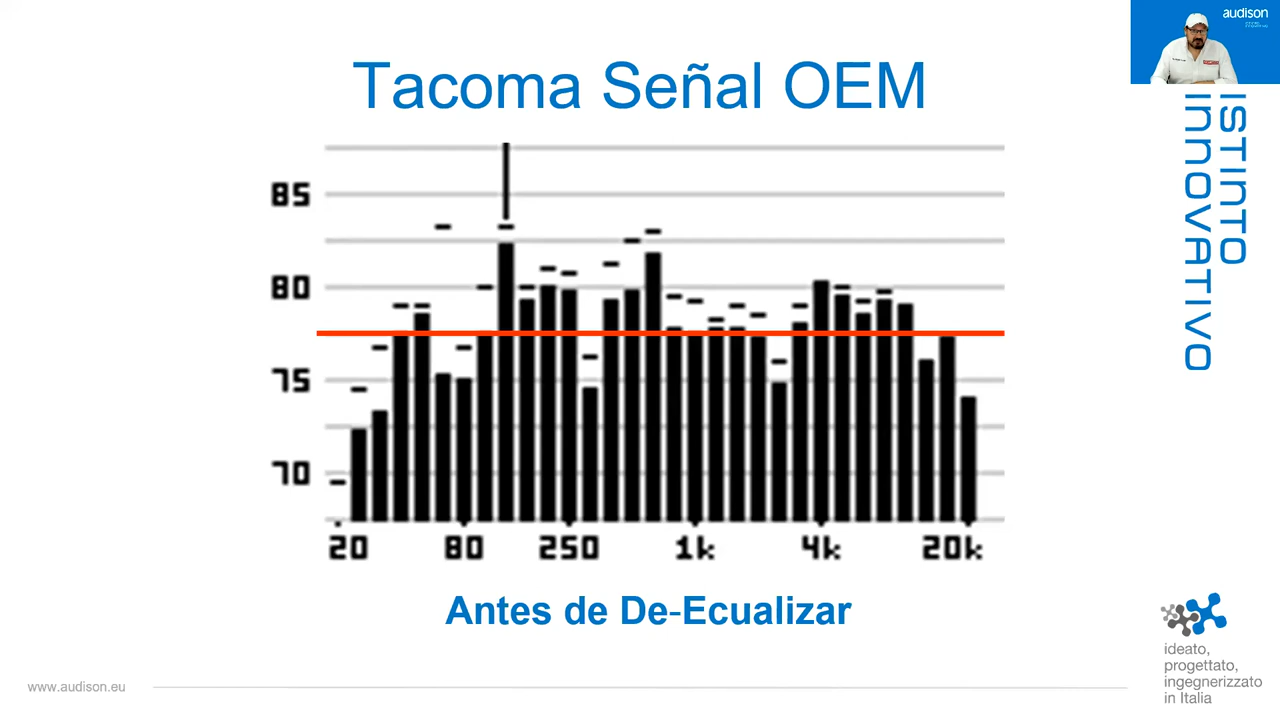 audison
Tacoma Señal OEM
ISTINTO
INNOVATIVO
85
80
75
70
20 80 250 1k 4k 20k
Antes de De-Ecualizar
ideato,
progettato,
ingegnerizzato
in Italia
www.audison.eu